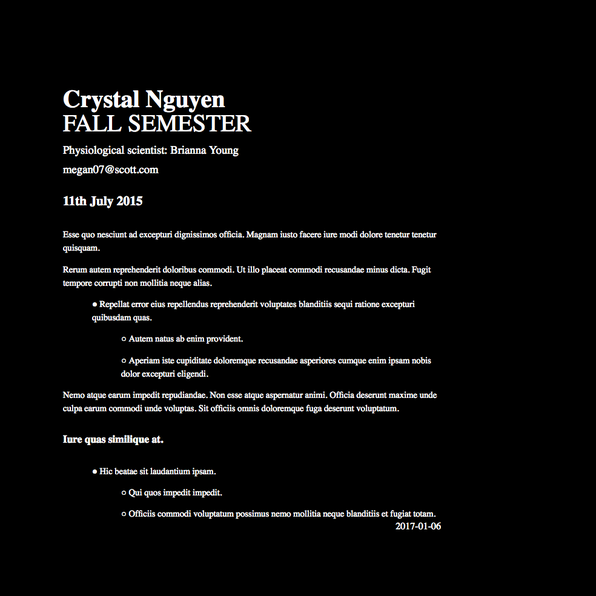 Crystal Nguyen
FALL SEMESTER
Physiological scientist: Brianna Young
megan07@scott.com
11th July 2015
Esse quo nesciunt ad excepturi dignissimos officia. Magnam iusto facere iure modi dolore tenetur tenetur
quisquam.
Rerum autem reprehenderit doloribus commodi. Ut illo placeat commodi recusandae minus dicta. Fugit
tempore corrupti non mollitia neque alias.
● Repellat error eius repellendus reprehenderit voluptates blanditiis sequi ratione excepturi
quibusdam quas.
○ Autem natus ab enim provident.
○ Aperiam iste cupiditate doloremque recusandae asperiores cumque enim ipsam nobis
dolor excepturi eligendi.
Nemo atque earum impedit repudiandae. Non esse atque aspernatur animi. Officia deserunt maxime unde
culpa earum commodi unde voluptas. Sit officiis omnis doloremque fuga deserunt voluptatum.
Iure quas similique at.
● Hic beatae sit laudantium ipsam.
○ Qui quos impedit impedit.
○ Officiis commodi voluptatum possimus nemo mollitia neque blanditiis et fugiat totam.
2017-01-06